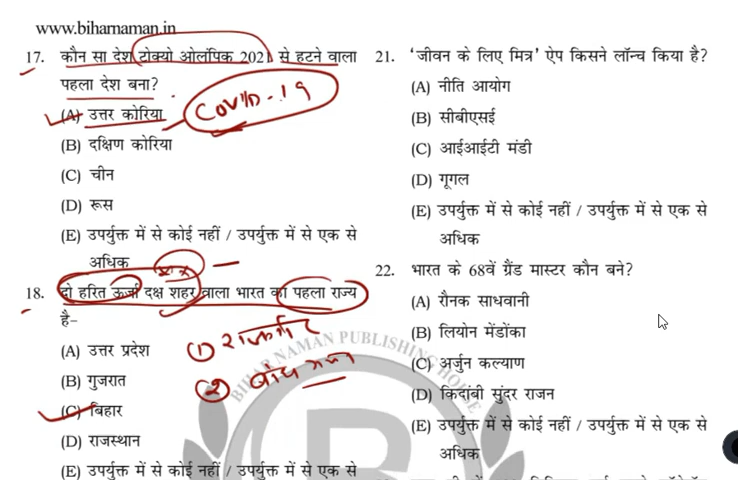 www.biharnaman.in
17. कौन सा देश टोक्यो ओलंपिक 2021 से हटने वाला
पहला देश बना?
(A) उत्तर कोरिया
COVID-19
(B) दक्षिण कोरिया
(C) चीन
(D) रूस
(E) उपर्युक्त में से कोई नहीं / उपर्युक्त में से एक से
अधिक
18. दो हरित ऊर्जा दक्ष शहर वाला भारत का पहला राज्य
है–
(A) उत्तर प्रदेश
(1) राजगीर
(B) गुजरात
(2) बोध गया
(C) बिहार
(D) राजस्थान
(E) उपर्युक्त में से कोई नहीं / उपर्युक्त में से एक से
21. 'जीवन के लिए मित्र' ऐप किसने लॉन्च किया है?
(A) नीति आयोग
(B) सीबीएसई
(C) आईआईटी मंडी
(D) गूगल
(E) उपर्युक्त में से कोई नहीं / उपर्युक्त में से एक से
अधिक
22. भारत के 68वें ग्रैंड मास्टर कौन बने?
(A) रौनक साधवानी
(B) लियोन मेंडोंका
(C) अर्जुन कल्याण
(D) किदांबी सुंदर राजन
(E) उपर्युक्त में से कोई नहीं / उपर्युक्त में से एक से
अधिक
BIHAR NAMAN PUBLISHING HOUSE